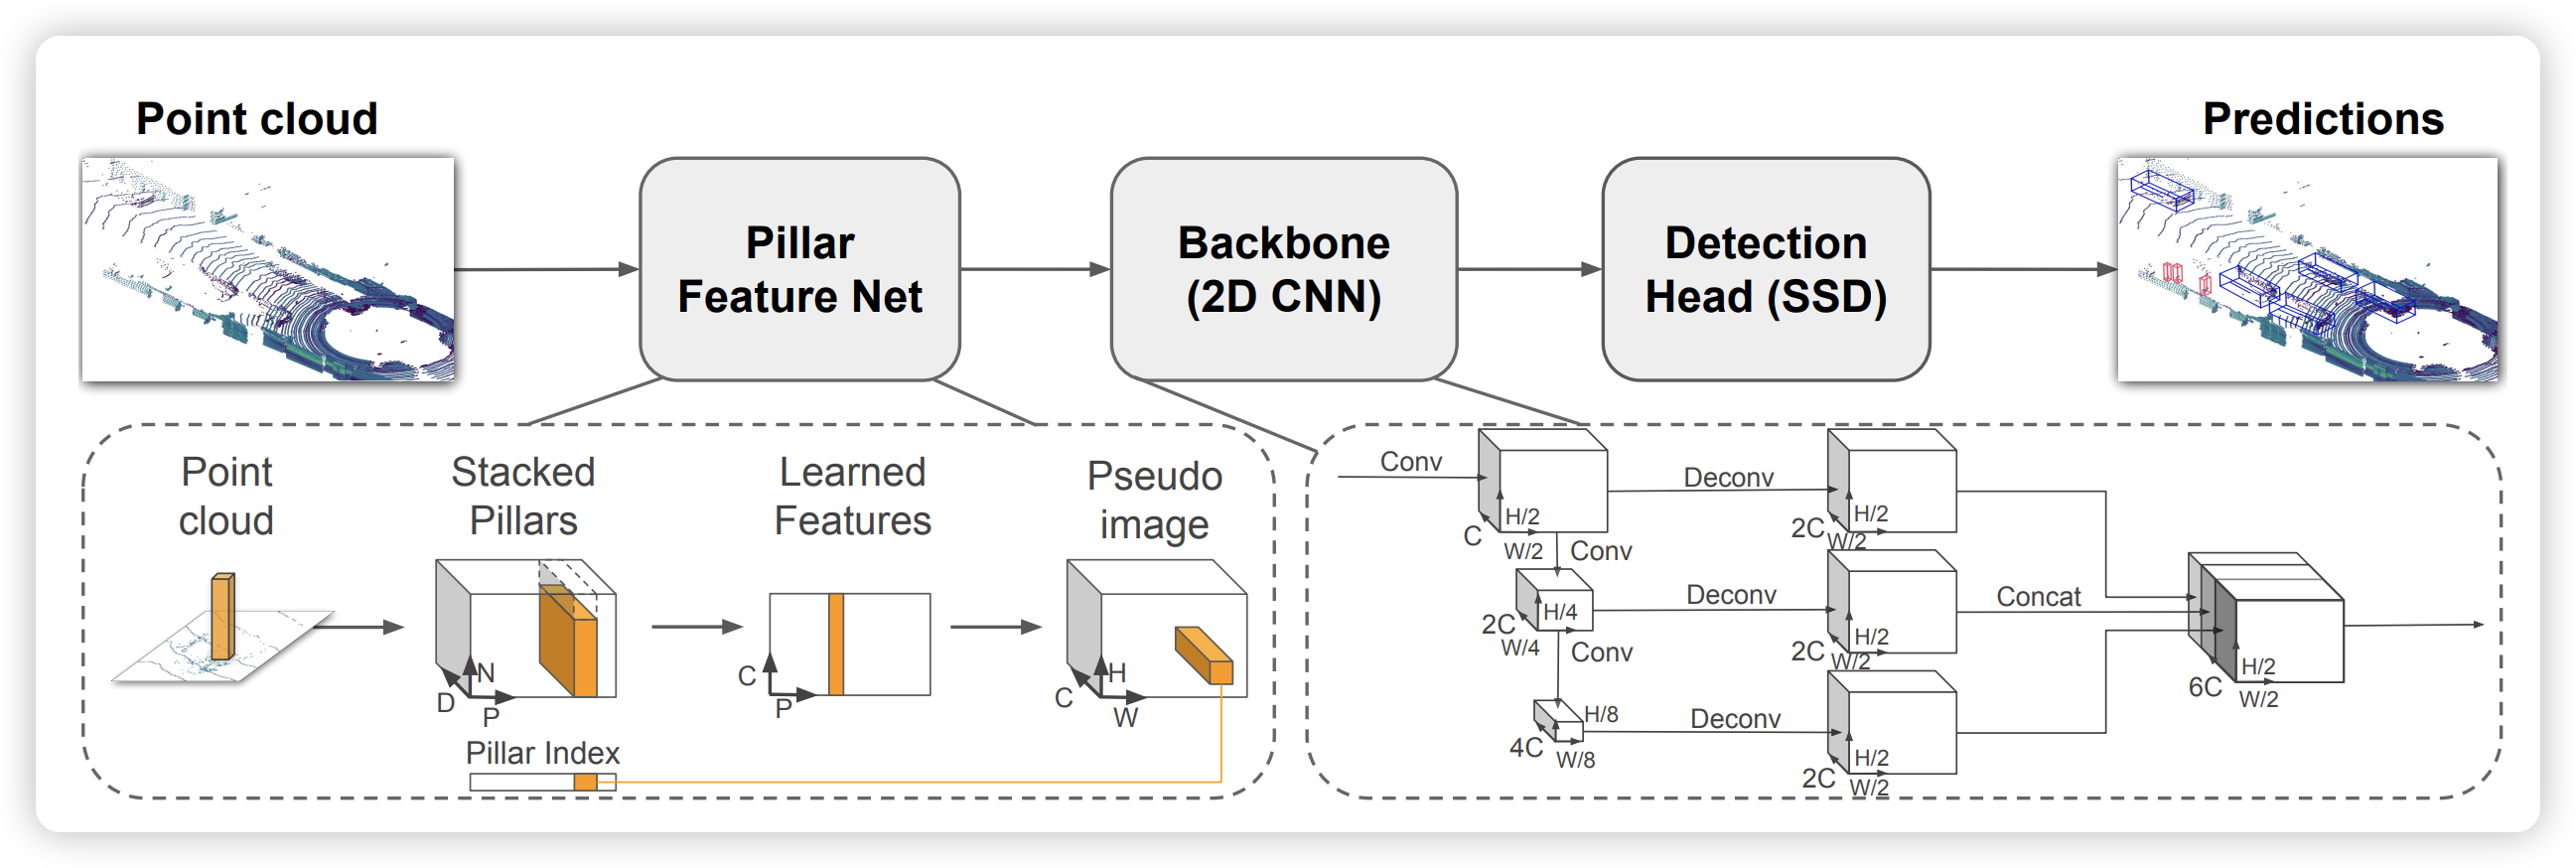 Point cloud
Predictions
Pillar
Feature Net
Backbone
(2D CNN)
Detection
Head (SSD)
Point
cloud
Stacked
Pillars
Learned
Features
Pseudo
image
N
D
P
C
P
H
C
W
Pillar Index
Conv
H/2
C
W/2
Conv
H/4
2C
W/4
Conv
H/8
4C
W/8
Deconv
H/2
2C
W/2
Deconv
H/2
2C
W/2
Deconv
H/2
2C
W/2
Concat
H/2
6C
W/2